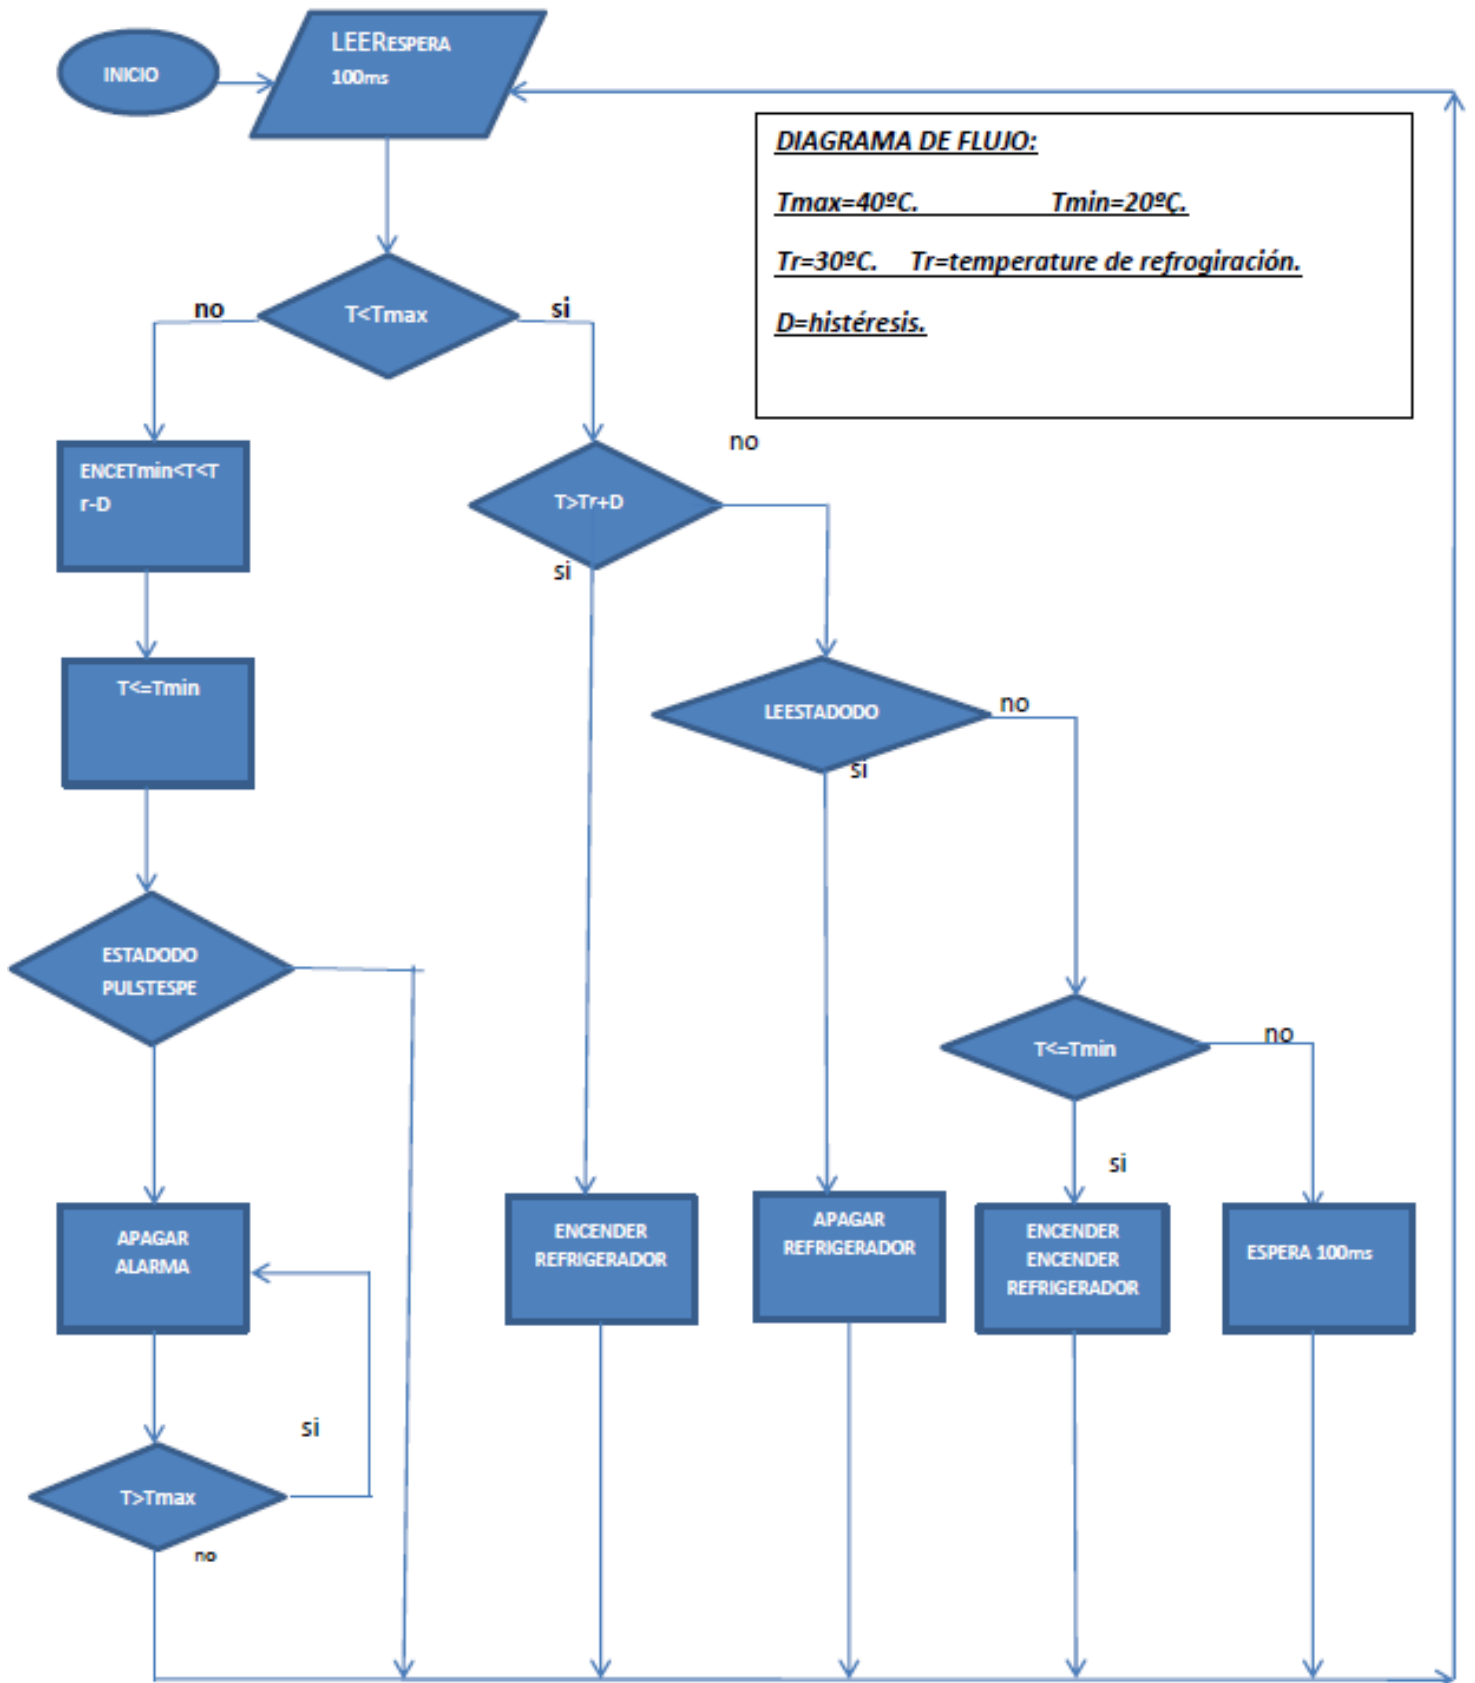 INICIO
LEERESPERA
100ms
DIAGRAMA DE FLUJO:
Tmax=40ºC. Tmin=20ºÇ.
Tr=30ºC. Tr=temperature de refrogiración.
D=histéresis.
T<Tmax
no
si
ENCETmin<T<T
r-D
T>Tr+D
no
si
T<=Tmin
LEESTADODO
no
si
ESTADODO
PULSTESPE
T<=Tmin
no
si
APAGAR
ALARMA
ENCENDER
REFRIGERADOR
APAGAR
REFRIGERADOR
ENCENDER
ENCENDER
REFRIGERADOR
ESPERA 100ms
si
T>Tmax
no